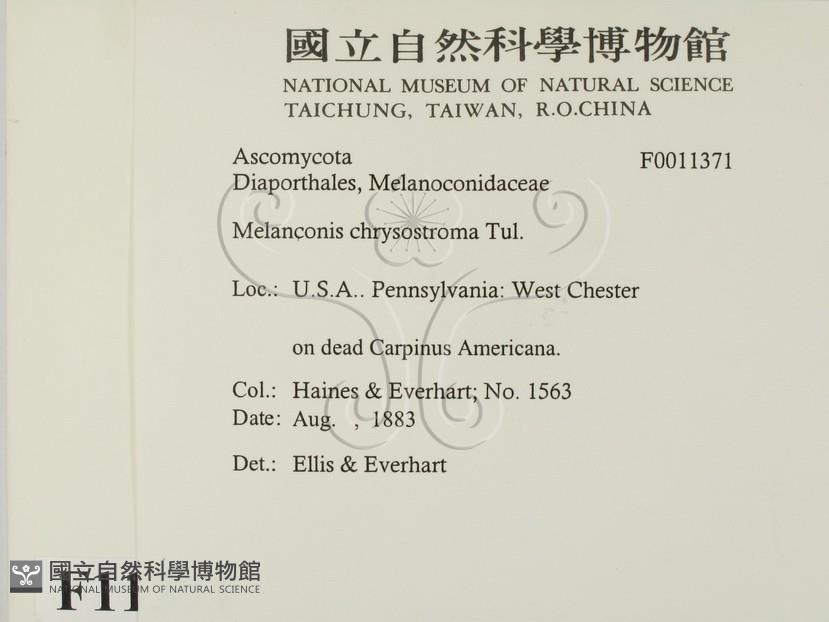 國立自然科學博物館
NATIONAL MUSEUM OF NATURAL SCIENCE
TAICHUNG, TAIWAN, R.O.CHINA
Ascomycota F0011371
Diaporthales, Melanoconidaceae
Melanconis chrysostroma Tul.
Loc.: U.S.A.. Pennsylvania: West Chester
on dead Carpinus Americana.
Col.: Haines & Everhart; No. 1563
Date: Aug. , 1883
Det.: Ellis & Everhart
國立自然科學博物館
NATIONAL MUSEUM OF NATURAL SCIENCE
F11